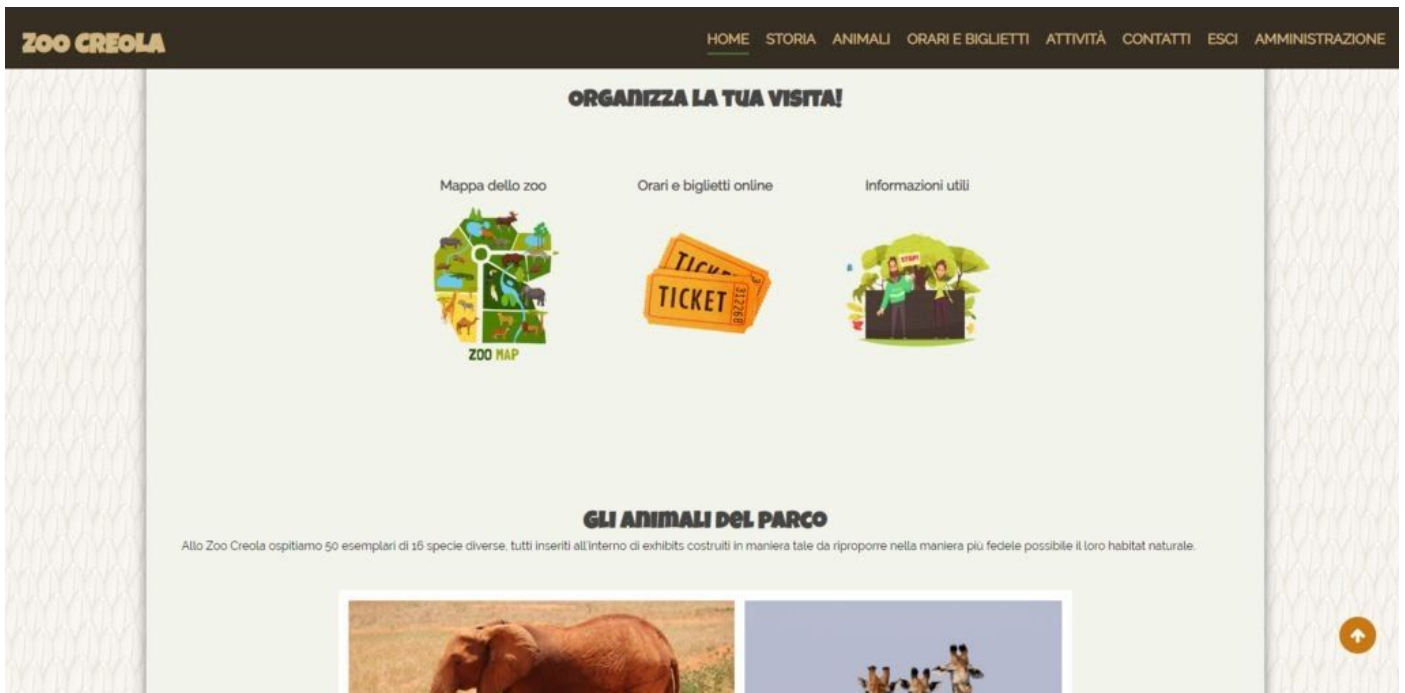 ZOO CREOLA
HOME STORIA ANIMALI ORARI E BIGLIETTI ATTIVITÀ CONTATTI ESCI AMMINISTRAZIONE
ORGANIZZA LA TUA VISITA!
Mappa dello zoo
Orari e biglietti online
Informazioni utili
ZOO MAP
TICKET
312268
STOP!
GLI ANIMALI DEL PARCO
Allo Zoo Creola ospitiamo 50 esemplari di 16 specie diverse, tutti inseriti all'interno di exhibits costruiti in maniera tale da riproporre nella maniera più fedele possibile il loro habitat naturale.